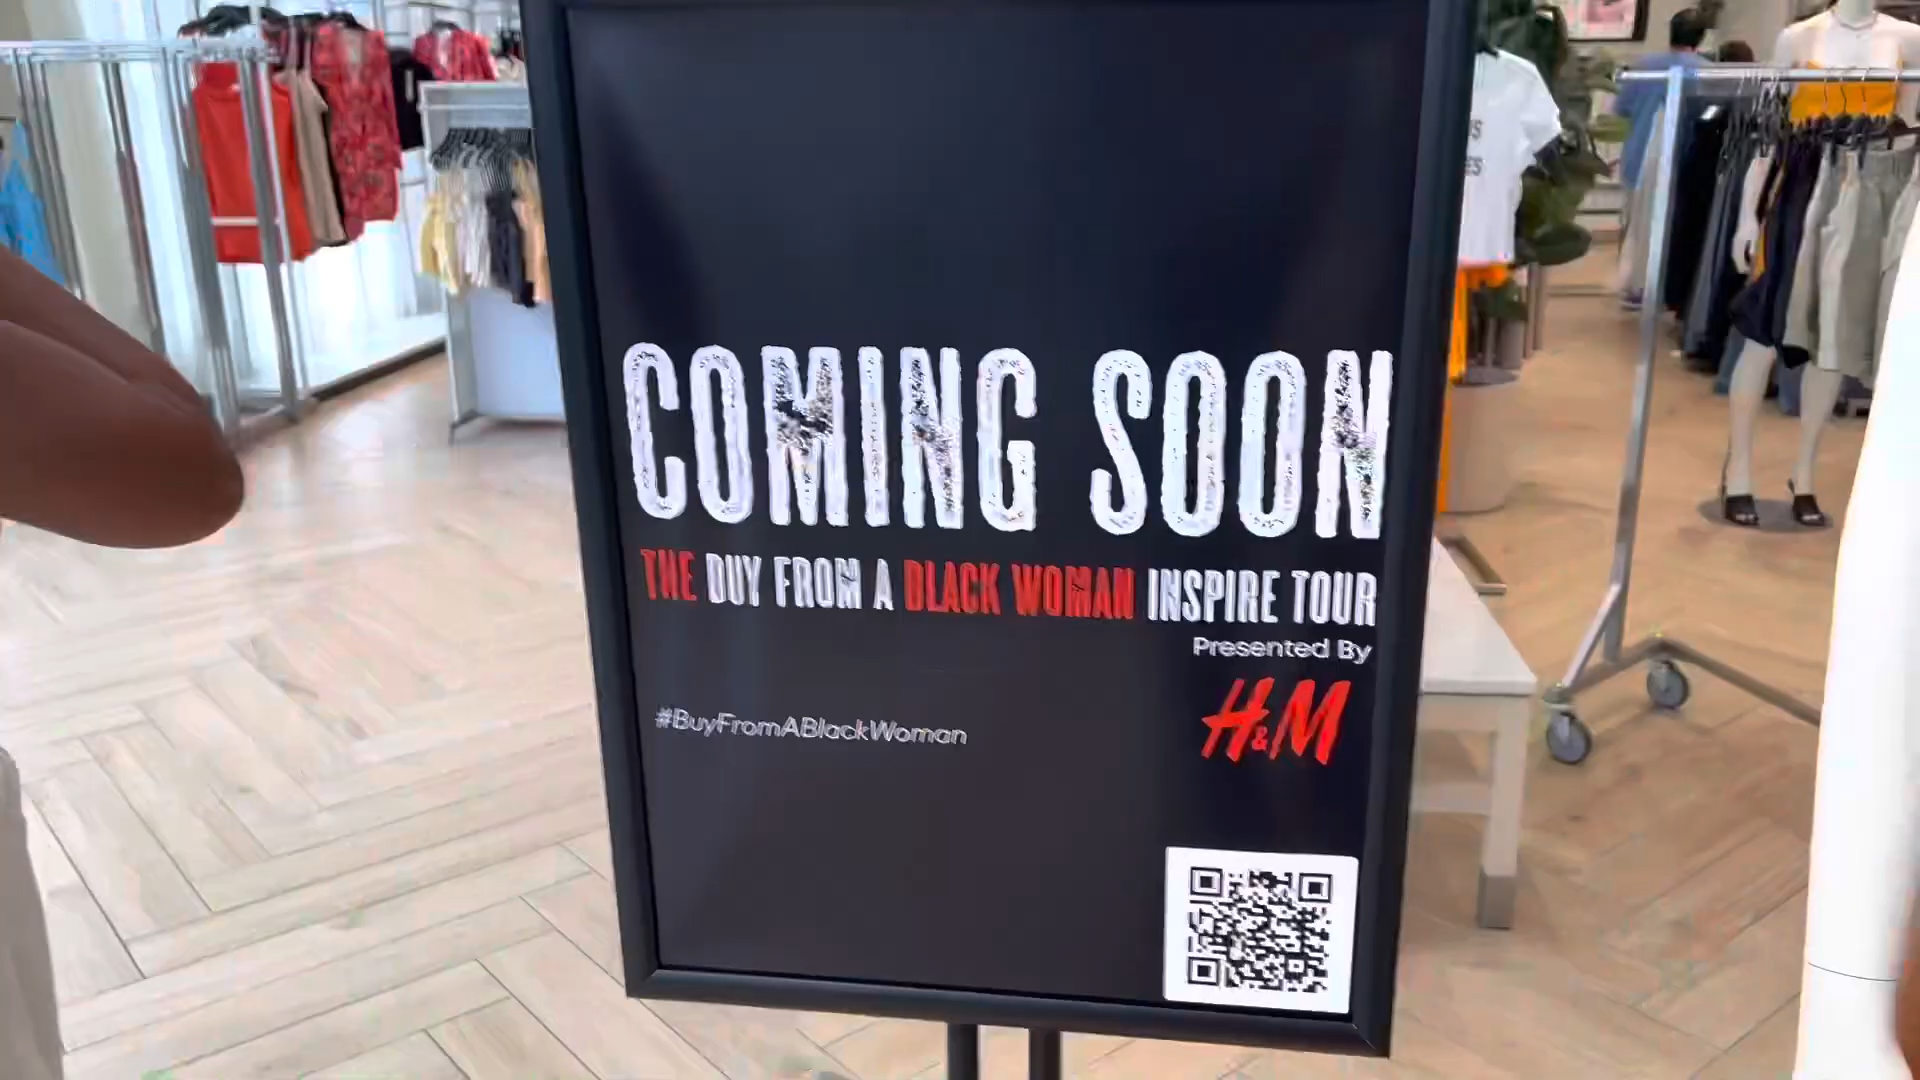 COMING SOON
THE BUY FROM A BLACK WOMAN INSPIRE TOUR
Presented By
H&M
#BuyFromABlackWoman